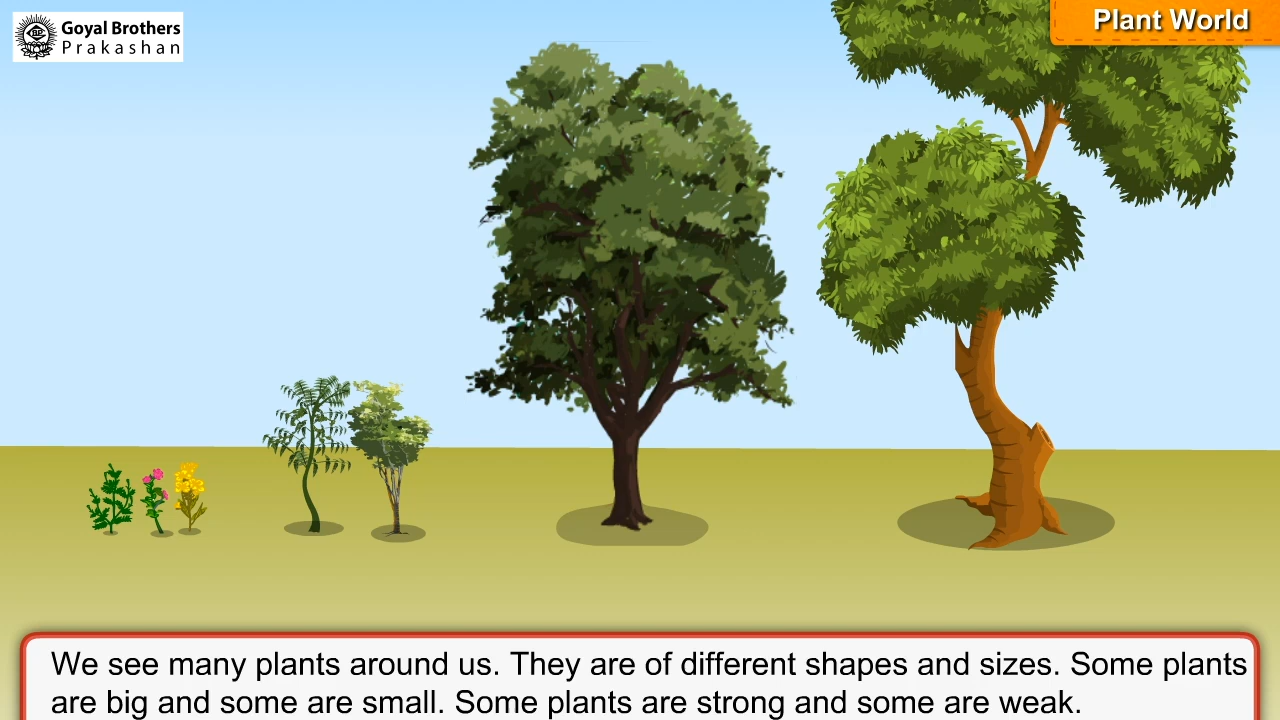 Goyal Brothers
Prakashan
Plant World
We see many plants around us. They are of different shapes and sizes. Some plants
are big and some are small. Some plants are strong and some are weak.